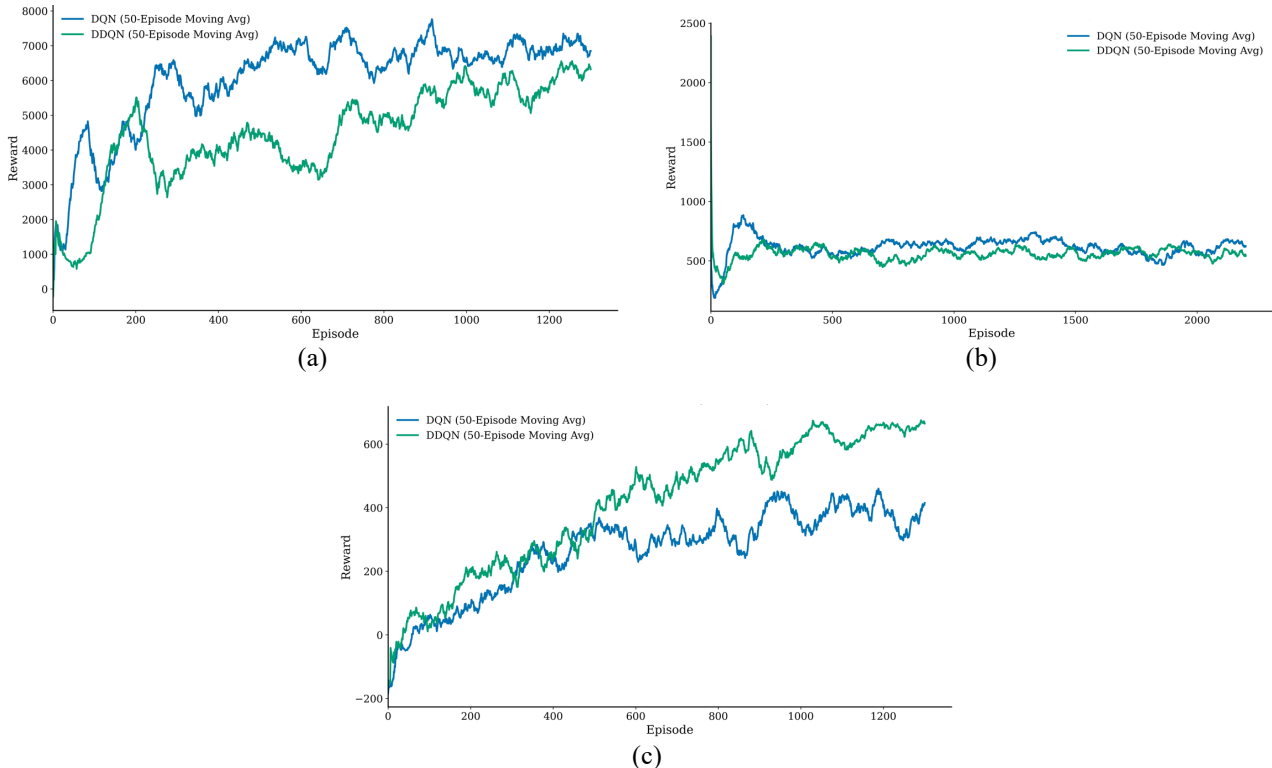 8000
7000
6000
5000
4000
3000
2000
1000
0
Reward
DQN (50-Episode Moving Avg)
DDQN (50-Episode Moving Avg)
0 200 400 600 800 1000 1200
Episode
(a)
2500
2000
1500
1000
500
Reward
DQN (50-Episode Moving Avg)
DDQN (50-Episode Moving Avg)
0 500 1000 1500 2000
Episode
(b)
600
400
200
0
−200
Reward
DQN (50-Episode Moving Avg)
DDQN (50-Episode Moving Avg)
0 200 400 600 800 1000 1200
Episode
(c)